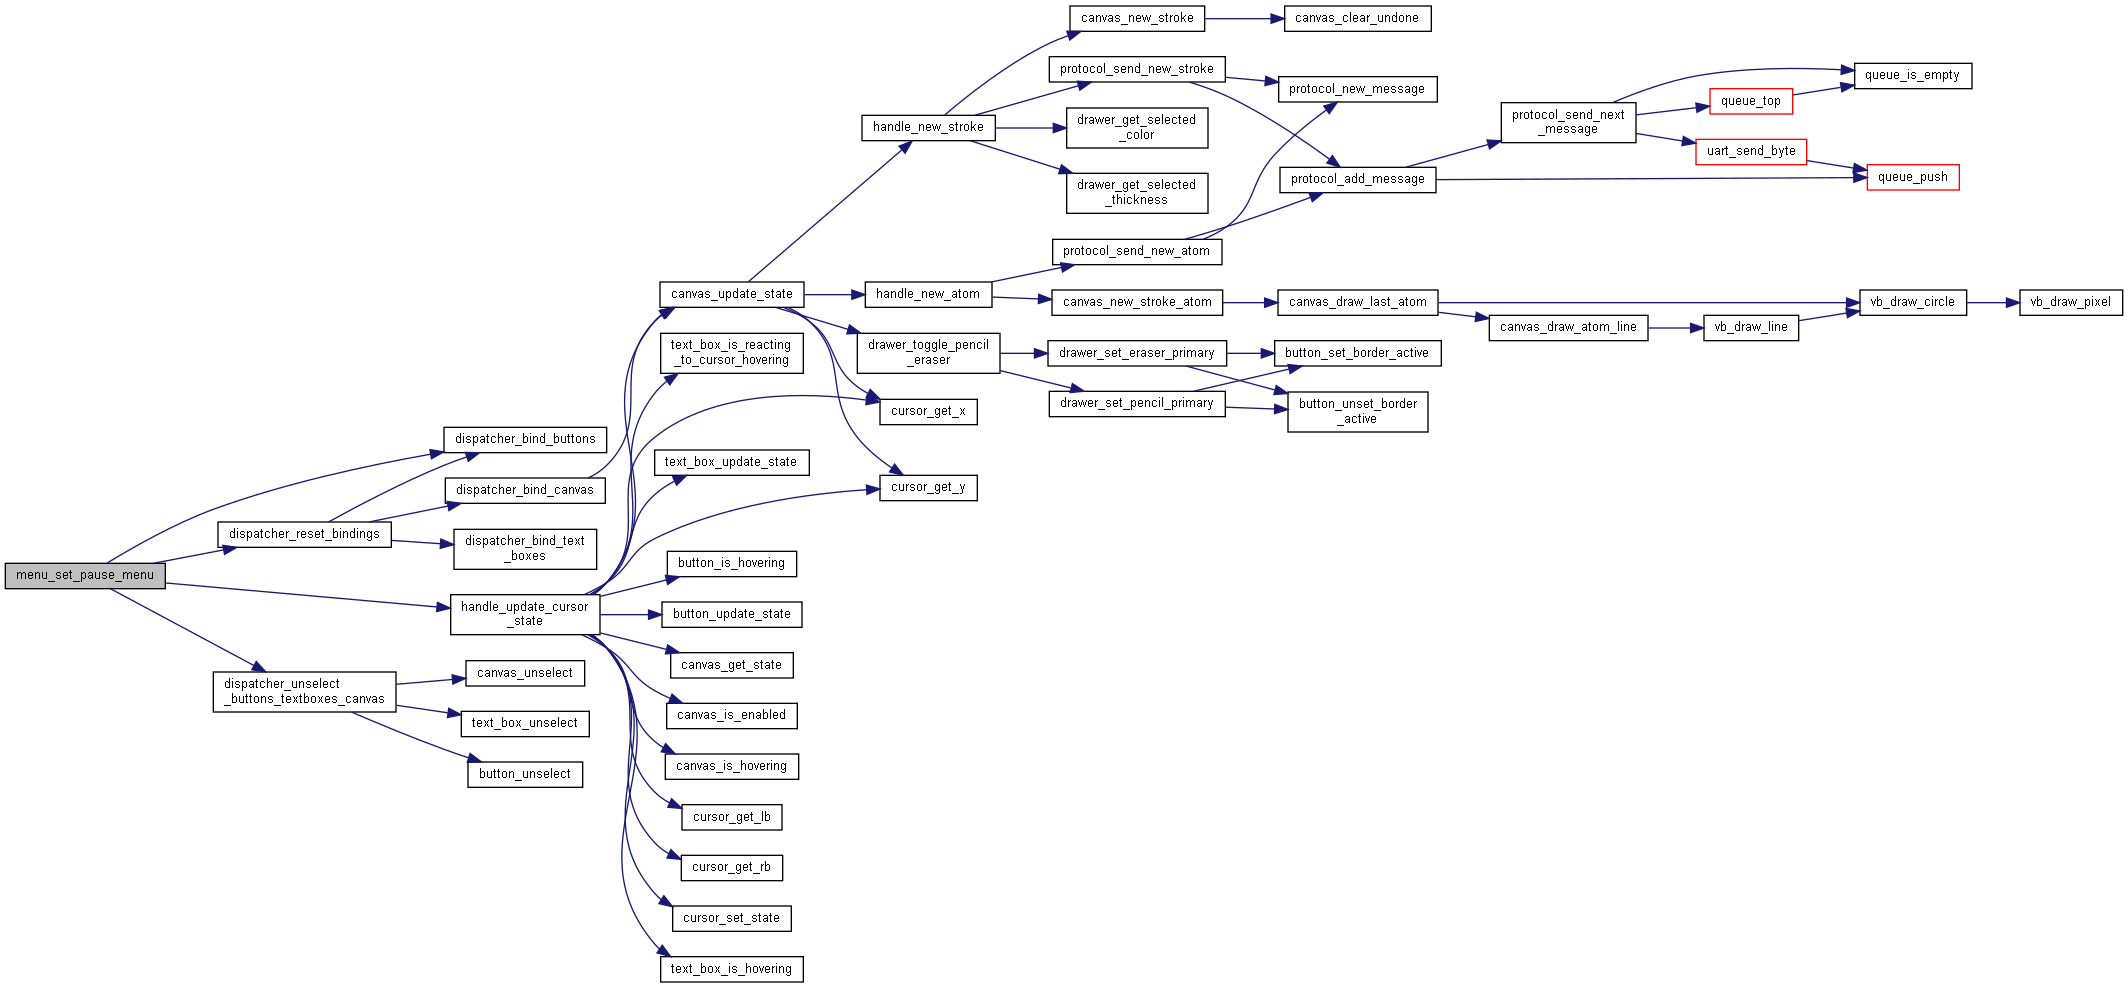 menu_set_pause_menu
dispatcher_bind_buttons
dispatcher_reset_bindings
dispatcher_bind_canvas
dispatcher_bind_text
_boxes
handle_update_cursor
_state
dispatcher_unselect
_buttons_textboxes_canvas
canvas_unselect
text_box_unselect
button_unselect
canvas_update_state
text_box_is_reacting
_to_cursor_hovering
text_box_update_state
button_is_hovering
button_update_state
canvas_get_state
canvas_is_enabled
canvas_is_hovering
cursor_get_lb
cursor_get_rb
cursor_set_state
text_box_is_hovering
handle_new_stroke
handle_new_atom
drawer_toggle_pencil
_eraser
cursor_get_x
cursor_get_y
canvas_new_stroke
protocol_send_new_stroke
drawer_get_selected
_color
drawer_get_selected
_thickness
protocol_send_new_atom
canvas_new_stroke_atom
drawer_set_eraser_primary
drawer_set_pencil_primary
canvas_clear_undone
protocol_new_message
protocol_add_message
canvas_draw_last_atom
button_set_border_active
button_unset_border
_active
protocol_send_next
_message
canvas_draw_atom_line
queue_top
uart_send_byte
vb_draw_line
queue_is_empty
queue_push
vb_draw_circle
vb_draw_pixel